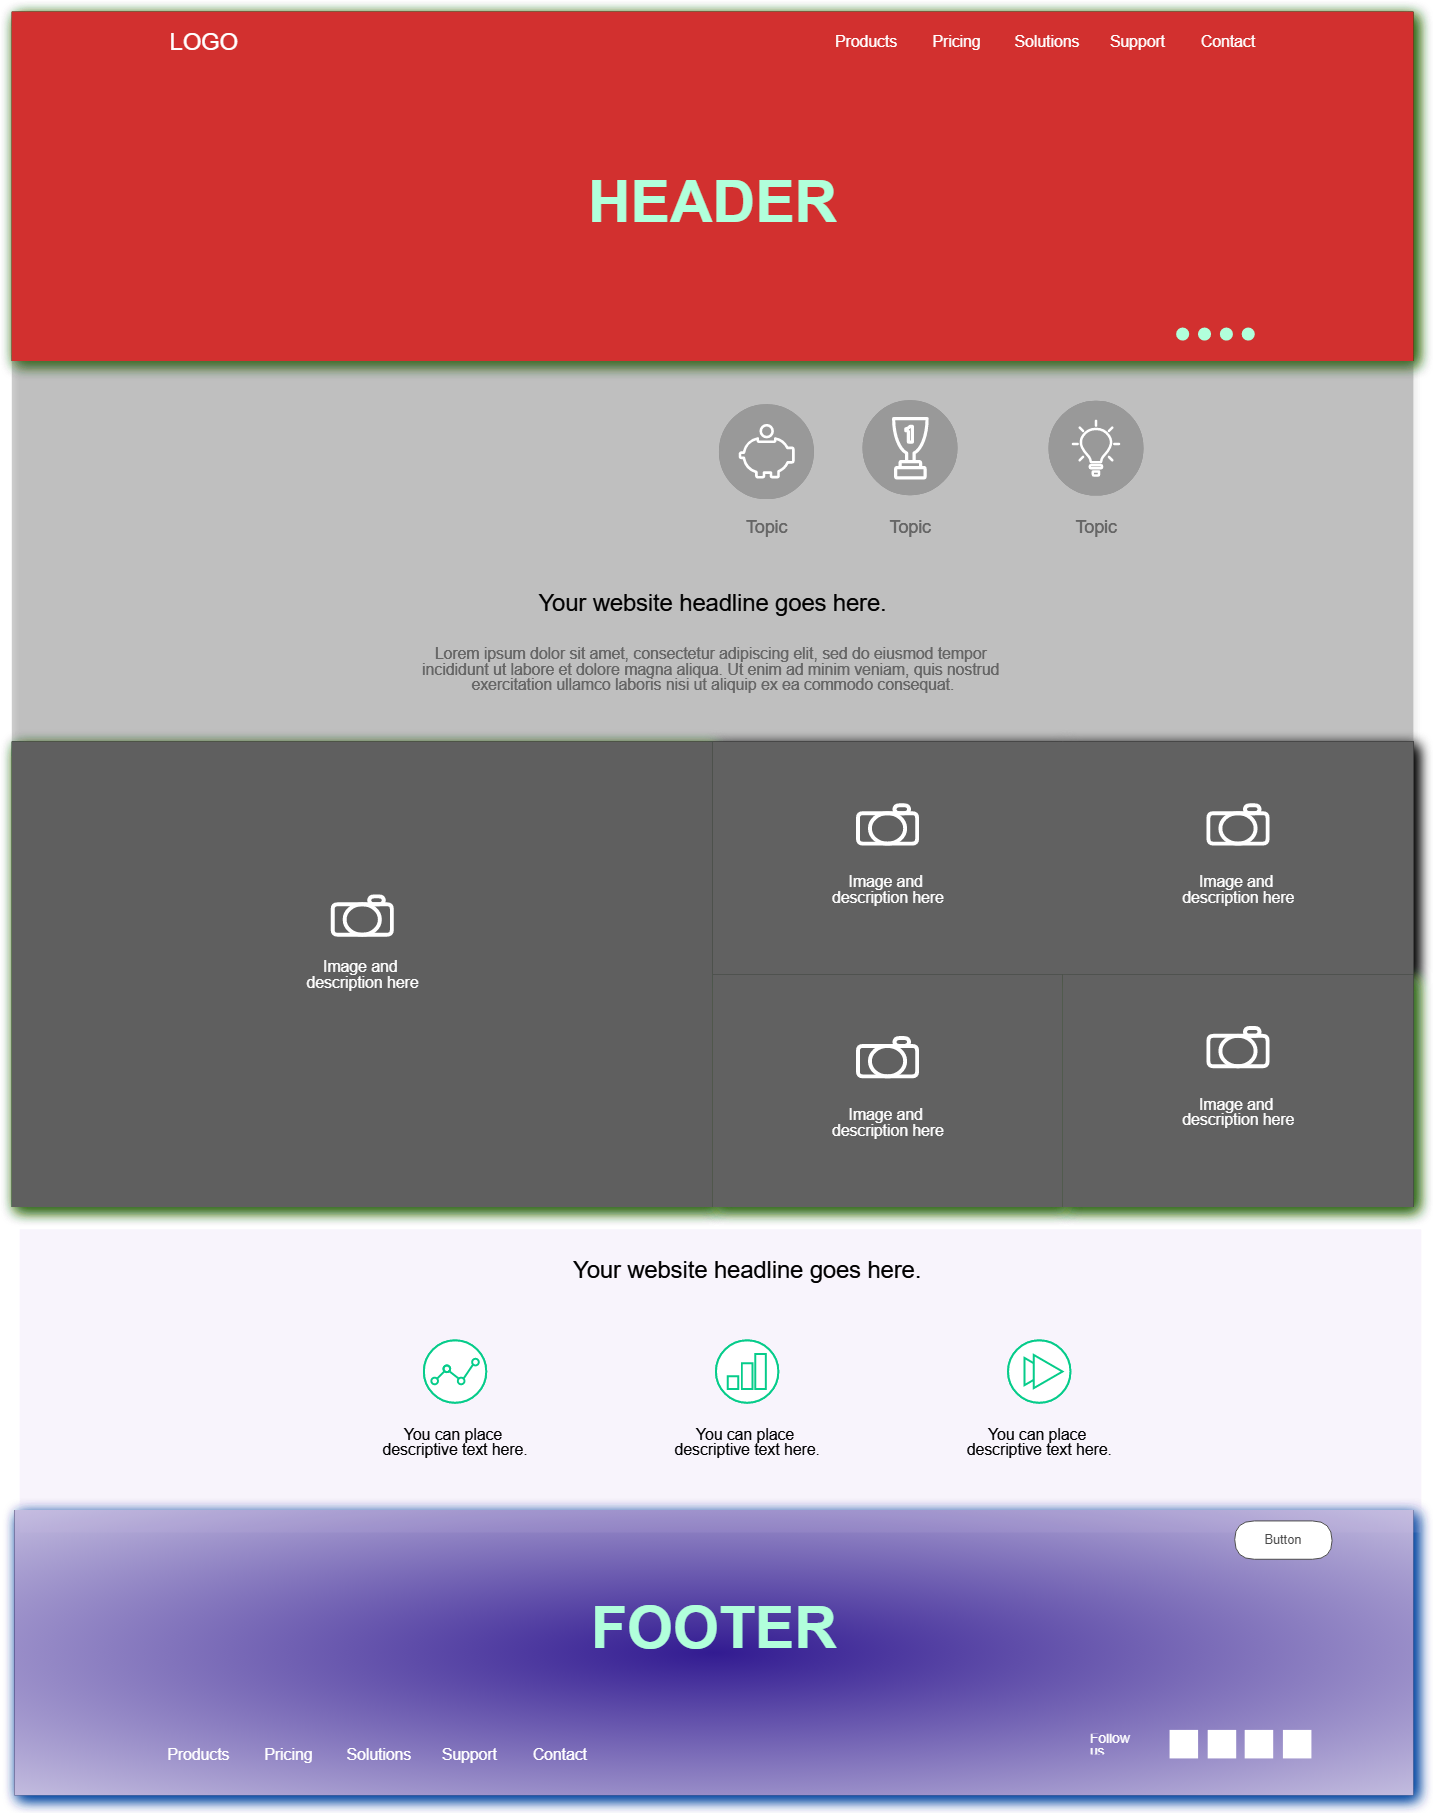 LOGO
Products Pricing Solutions Support Contact
HEADER
1
Topic Topic Topic
Your website headline goes here.
Lorem ipsum dolor sit amet, consectetur adipiscing elit, sed do eiusmod tempor
incididunt ut labore et dolore magna aliqua. Ut enim ad minim veniam, quis nostrud
exercitation ullamco laboris nisi ut aliquip ex ea commodo consequat.
Image and
description here
Image and
description here
Image and
description here
Image and
description here
Image and
description here
Your website headline goes here.
You can place
descriptive text here.
You can place
descriptive text here.
You can place
descriptive text here.
Button
FOOTER
Products Pricing Solutions Support Contact
Follow
us